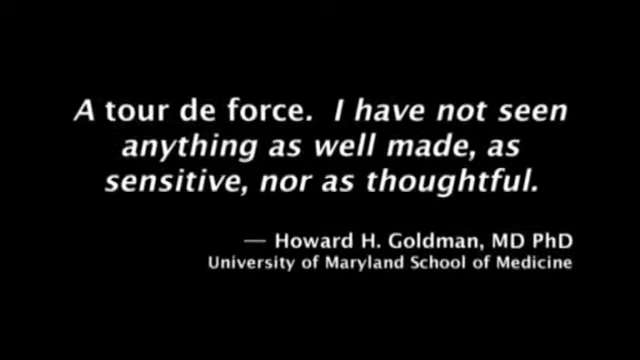 A tour de force.  I have not seen
anything as well made, as
sensitive, nor as thoughtful.
— Howard H. Goldman, MD PhD
University of Maryland School of Medicine